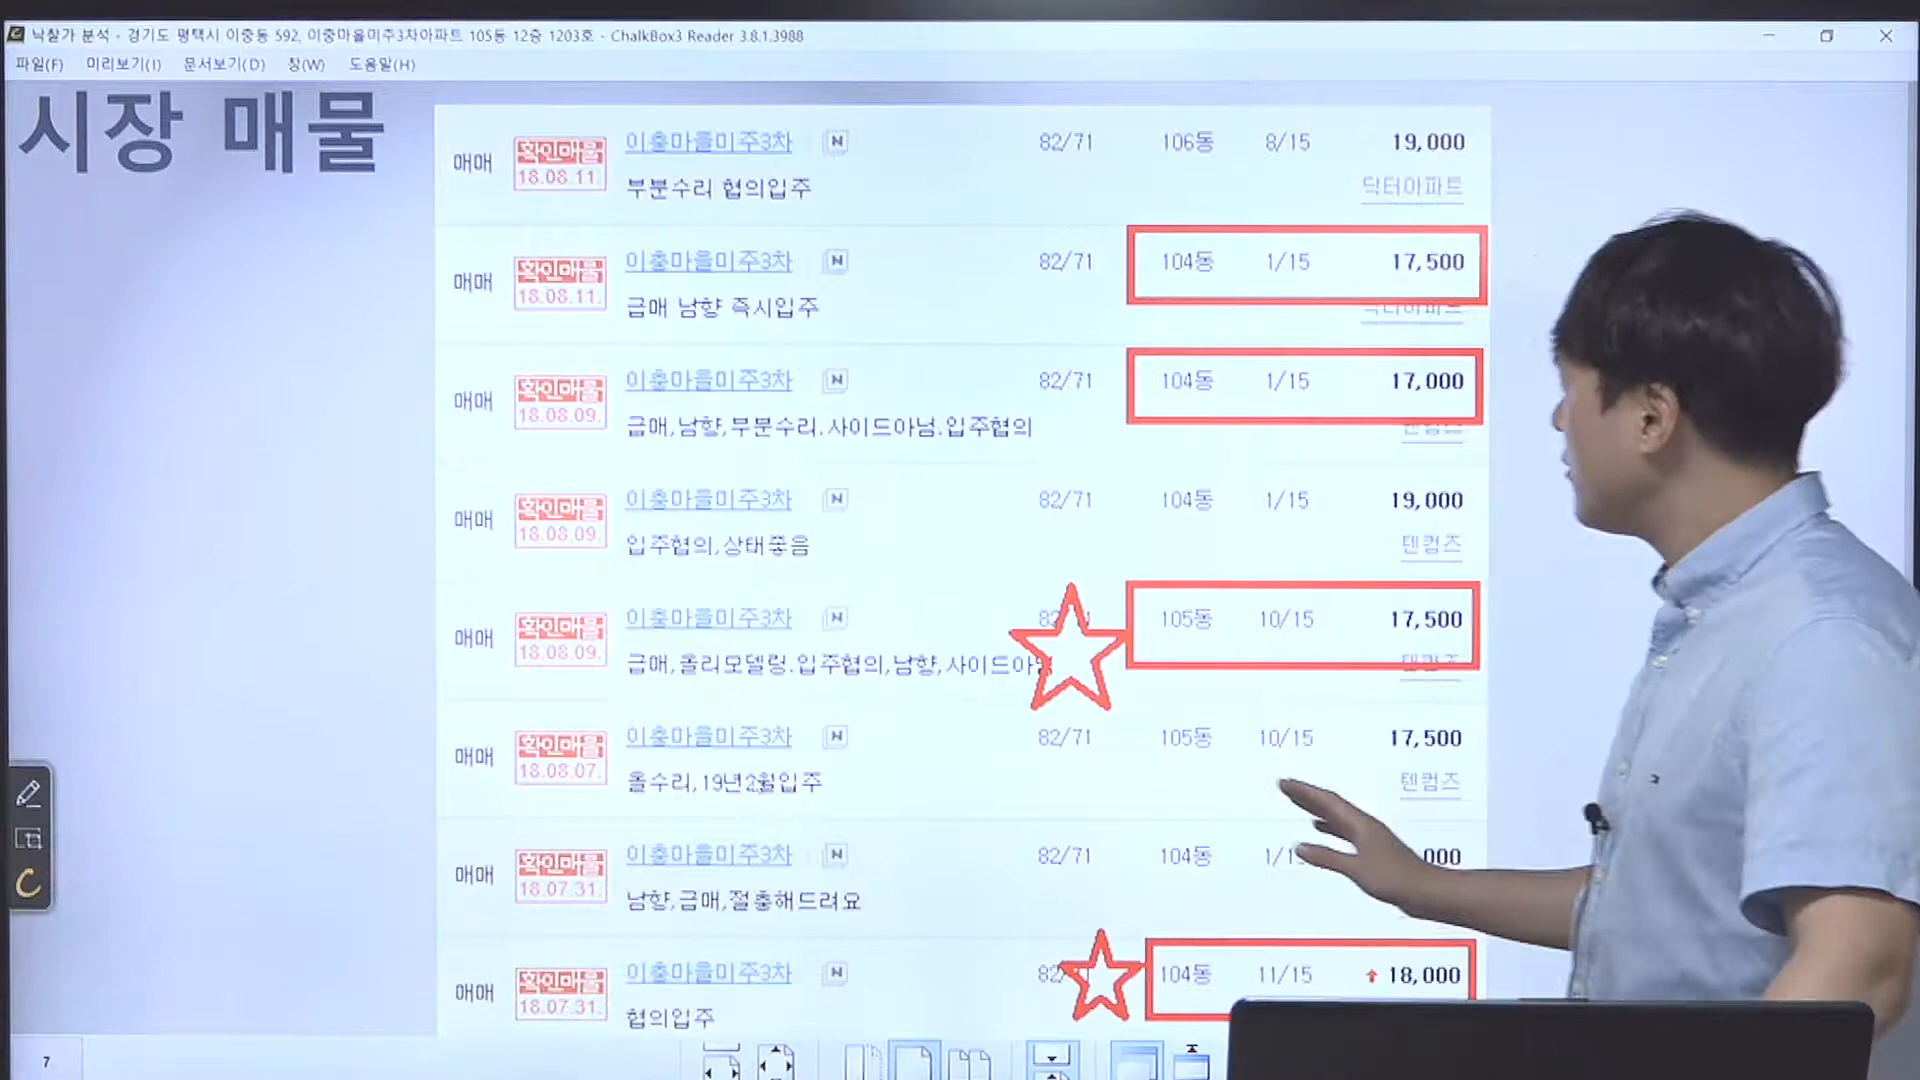 낙찰가 분석 - 경기도 평택시 이충동 592, 이충마을미주3차아파트 105동 12층 1203호 - ChalkBox3 Reader 3.8.1.3988
파일(F) 미리보기(I) 문서보기(D) 창(W) 도움말(H)
시장 매물
매매 확인매물 18.08.11. 이충마을미주3차 N 82/71 106동 8/15 19,000
부분수리 협의입주 닥터아파트
매매 확인매물 18.08.11. 이충마을미주3차 N 82/71 104동 1/15 17,500
급매 남향 즉시입주 닥터아파트
매매 확인매물 18.08.09. 이충마을미주3차 N 82/71 104동 1/15 17,000
급매,남향,부분수리.사이드아님.입주협의 텐컴즈
매매 확인매물 18.08.09. 이충마을미주3차 N 82/71 104동 1/15 19,000
입주협의,상태좋음 텐컴즈
매매 확인매물 18.08.09. 이충마을미주3차 N 105동 10/15 17,500
급매,올리모델링.입주협의,남향,사이드아님 텐컴즈
매매 확인매물 18.08.07. 이충마을미주3차 N 82/71 105동 10/15 17,500
올수리,19년2월입주 텐컴즈
매매 확인매물 18.07.31. 이충마을미주3차 N 82/71 104동
남향,급매,절충해드려요
매매 확인매물 18.07.31. 이충마을미주3차 N 104동 11/15 18,000
협의입주
7